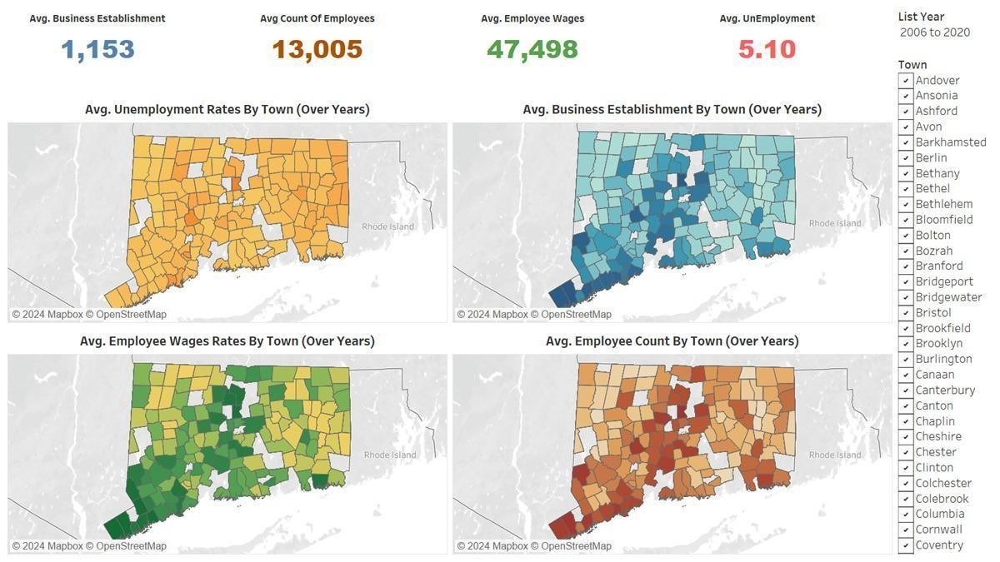 Avg. Business Establishment
1,153
Avg Count Of Employees
13,005
Avg. Employee Wages
47,498
Avg. UnEmployment
5.10
List Year
2006 to 2020
Town
Andover
Ansonia
Ashford
Avon
Barkhamsted
Berlin
Bethany
Bethel
Bethlehem
Bloomfield
Bolton
Bozrah
Branford
Bridgeport
Bridgewater
Bristol
Brookfield
Brooklyn
Burlington
Canaan
Canterbury
Canton
Chaplin
Cheshire
Chester
Clinton
Colchester
Colebrook
Columbia
Cornwall
Coventry
Avg. Unemployment Rates By Town (Over Years)
Rhode Island
© 2024 Mapbox © OpenStreetMap
Avg. Business Establishment By Town (Over Years)
Rhode Island
© 2024 Mapbox © OpenStreetMap
Avg. Employee Wages Rates By Town (Over Years)
Rhode Island
© 2024 Mapbox © OpenStreetMap
Avg. Employee Count By Town (Over Years)
Rhode Island
© 2024 Mapbox © OpenStreetMap